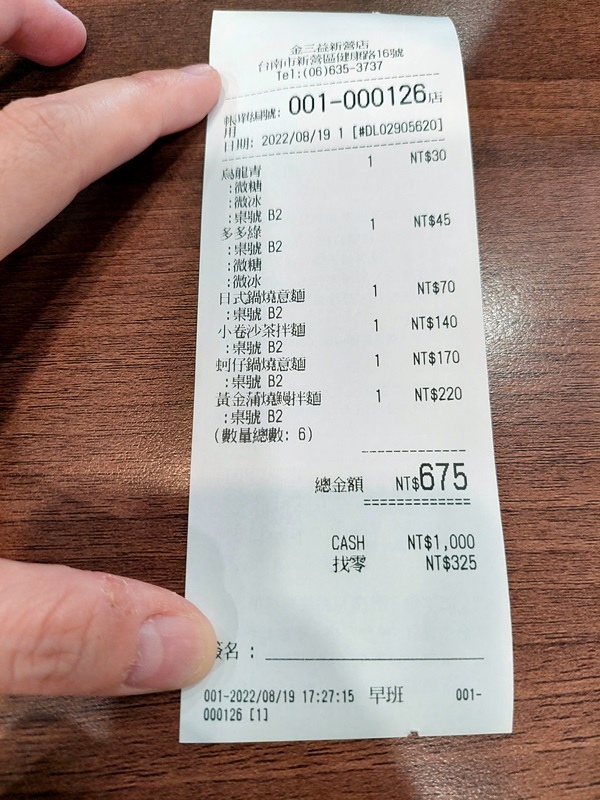 金三益新營店
台南市新營區健康路16號
Tel:(06)635-3737
帳單編號: 001-000126店
用
日期: 2022/08/19 1 [#DL02905620]
烏龍青 1 NT$30
:微糖
:微冰
:桌號 B2
多多綠 1 NT$45
:桌號 B2
:微糖
:微冰
日式鍋燒意麵 1 NT$70
:桌號 B2
小卷沙茶拌麵 1 NT$140
:桌號 B2
蚵仔鍋燒意麵 1 NT$170
:桌號 B2
黃金蒲燒鰻拌麵 1 NT$220
:桌號 B2
(數量總數: 6)
總金額 NT$675
CASH NT$1,000
找零 NT$325
簽名 :
001-2022/08/19 17:27:15 早班 001-
000126 [1]